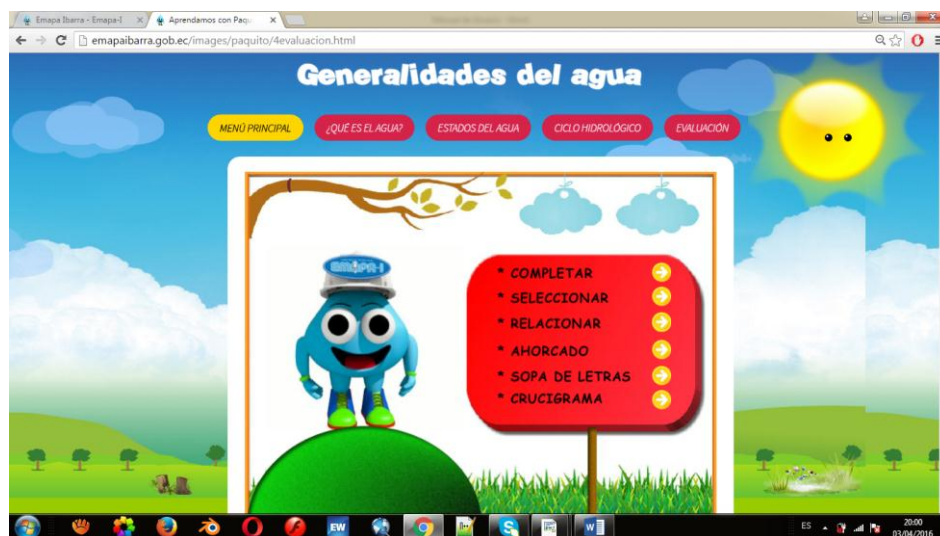 Emapa Ibarra - Emapa-I
Aprendamos con Paqu
emapaibarra.gob.ec/images/paquito/4evaluacion.html
Generalidades del agua
MENÚ PRINCIPAL
¿QUÉ ES EL AGUA?
ESTADOS DEL AGUA
CICLO HIDROLÓGICO
EVALUACIÓN
EMAPA-I
* COMPLETAR
* SELECCIONAR
* RELACIONAR
* AHORCADO
* SOPA DE LETRAS
* CRUCIGRAMA
EW
ES
20:00
03/04/2016